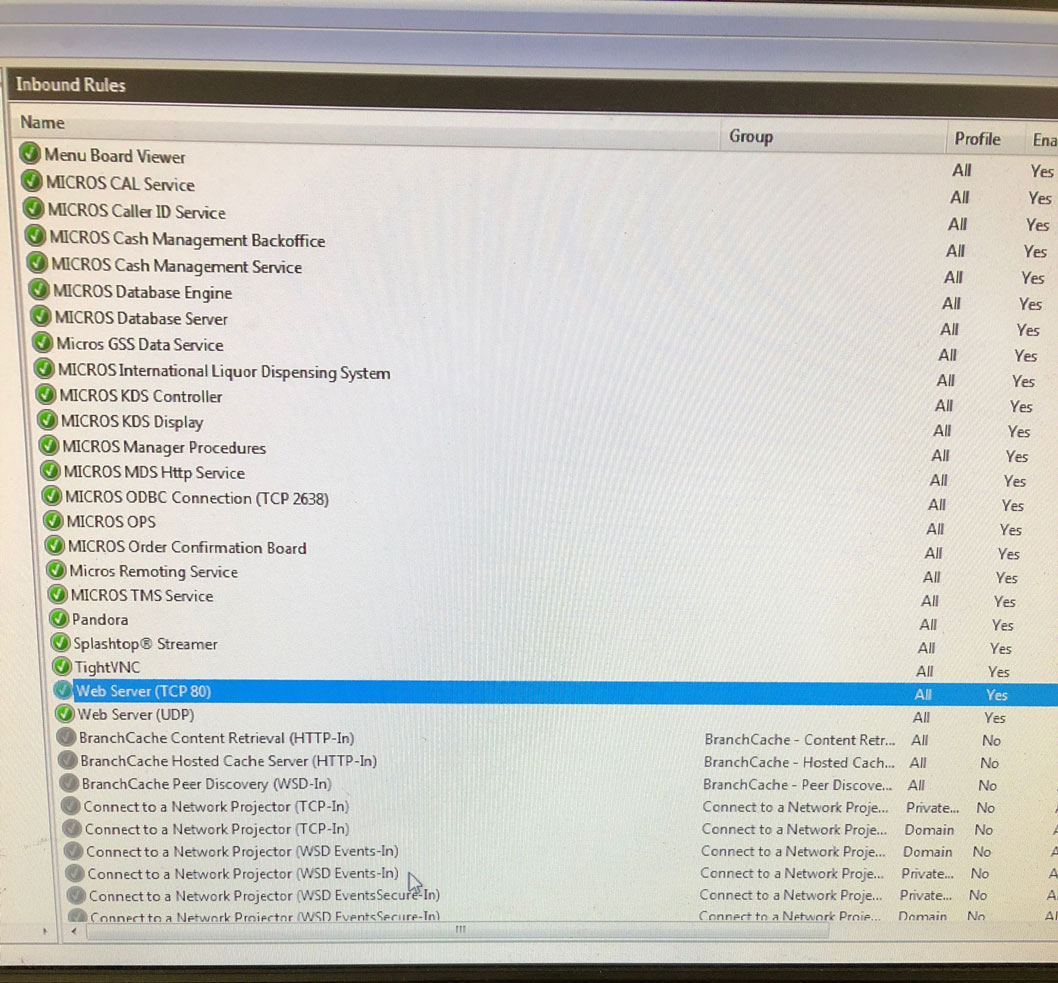 Inbound Rules
Name Group Profile Ena
Menu Board Viewer All Yes
MICROS CAL Service All Yes
MICROS Caller ID Service All Yes
MICROS Cash Management Backoffice All Yes
MICROS Cash Management Service All Yes
MICROS Database Engine All Yes
MICROS Database Server All Yes
Micros GSS Data Service All Yes
MICROS International Liquor Dispensing System All Yes
MICROS KDS Controller All Yes
MICROS KDS Display All Yes
MICROS Manager Procedures All Yes
MICROS MDS Http Service All Yes
MICROS ODBC Connection (TCP 2638) All Yes
MICROS OPS All Yes
MICROS Order Confirmation Board All Yes
Micros Remoting Service All Yes
MICROS TMS Service All Yes
Pandora All Yes
Splashtop® Streamer All Yes
TightVNC All Yes
Web Server (TCP 80) All Yes
Web Server (UDP) All Yes
BranchCache Content Retrieval (HTTP-In) BranchCache - Content Retr... All No
BranchCache Hosted Cache Server (HTTP-In) BranchCache - Hosted Cach... All No
BranchCache Peer Discovery (WSD-In) BranchCache - Peer Discove... All No
Connect to a Network Projector (TCP-In) Connect to a Network Proje... Private... No
Connect to a Network Projector (TCP-In) Connect to a Network Proje... Domain No
Connect to a Network Projector (WSD Events-In) Connect to a Network Proje... Domain No
Connect to a Network Projector (WSD Events-In) Connect to a Network Proje... Private... No A
Connect to a Network Projector (WSD EventsSecure-In) Connect to a Network Proje... Private... No A
Connect to a Network Projector (WSD EventsSecure-In) Connect to a Network Proje... Domain No Al